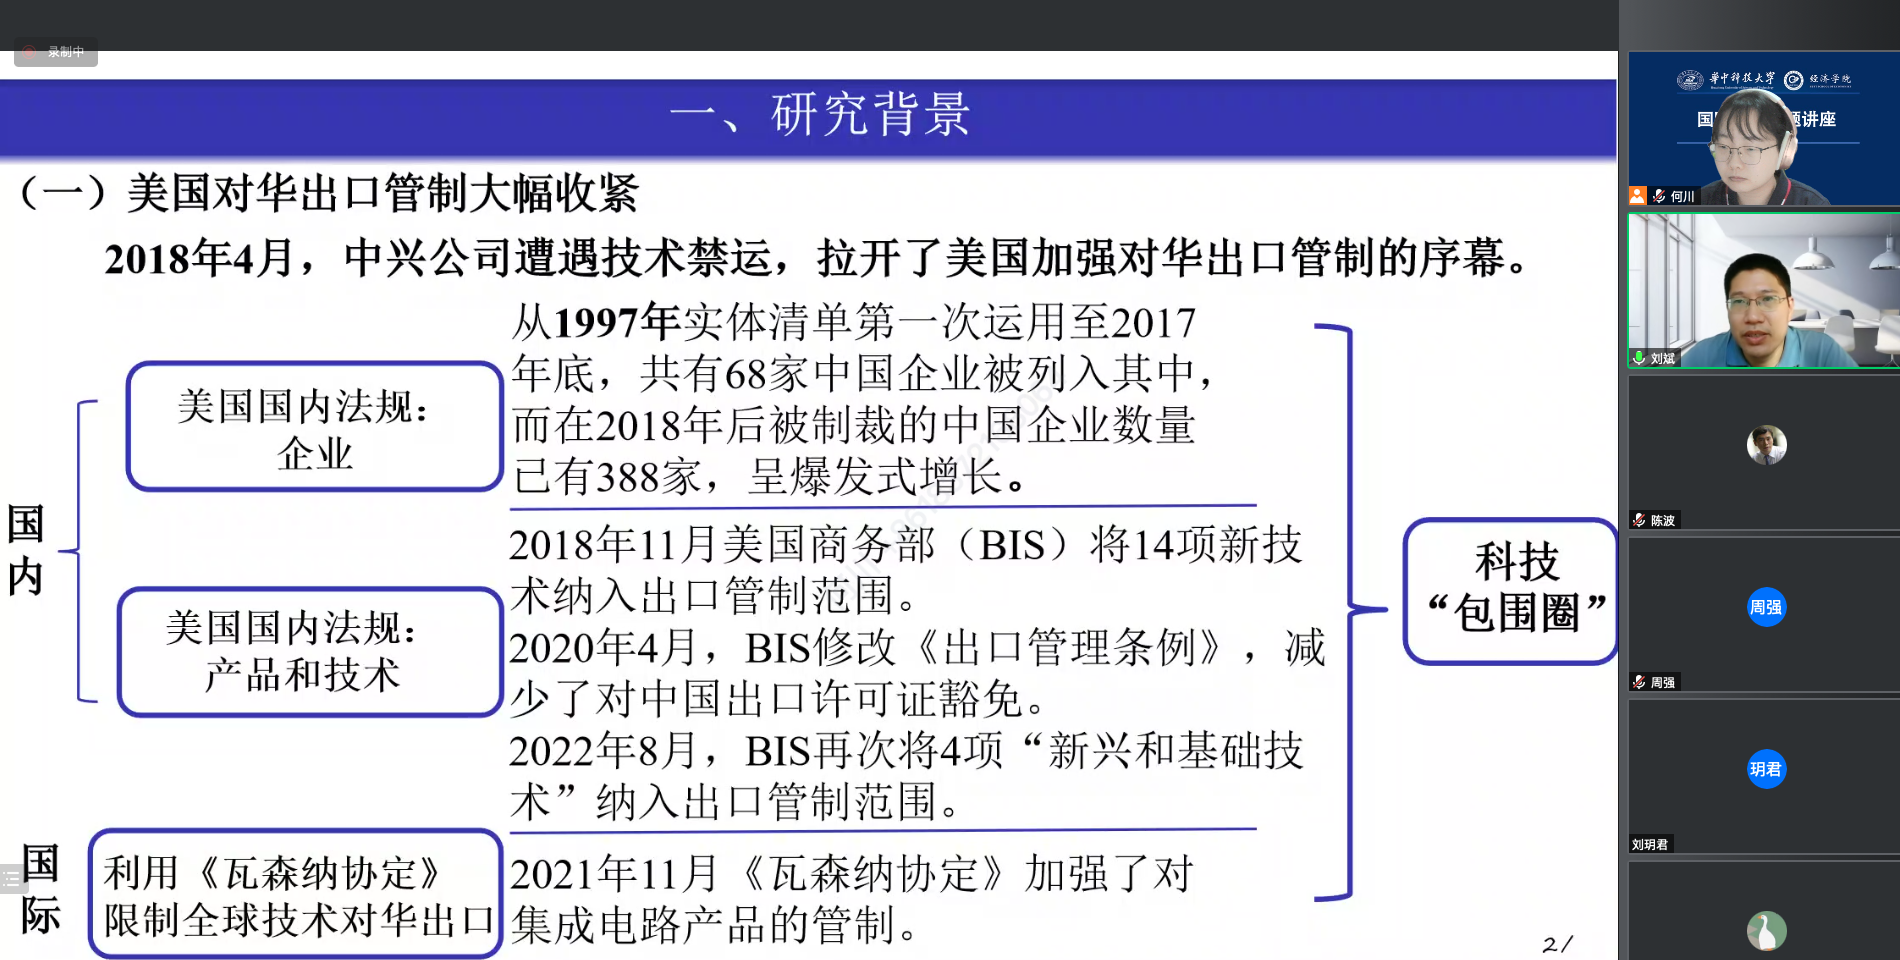 录制中
一、研究背景
（一）美国对华出口管制大幅收紧
2018年4月，中兴公司遭遇技术禁运，拉开了美国加强对华出口管制的序幕。
国内
美国国内法规：
企业
从1997年实体清单第一次运用至2017
年底，共有68家中国企业被列入其中，
而在2018年后被制裁的中国企业数量
已有388家，呈爆发式增长。
美国国内法规：
产品和技术
2018年11月美国商务部（BIS）将14项新技
术纳入出口管制范围。
2020年4月，BIS修改《出口管理条例》，减
少了对中国出口许可证豁免。
2022年8月，BIS再次将4项“新兴和基础技
术”纳入出口管制范围。
国际
利用《瓦森纳协定》
限制全球技术对华出口
2021年11月《瓦森纳协定》加强了对
集成电路产品的管制。
科技
“包围圈”
2/
华中科技大学
经济学院
讲座
何川
刘斌
陈波
周强
周强
玥君
刘玥君